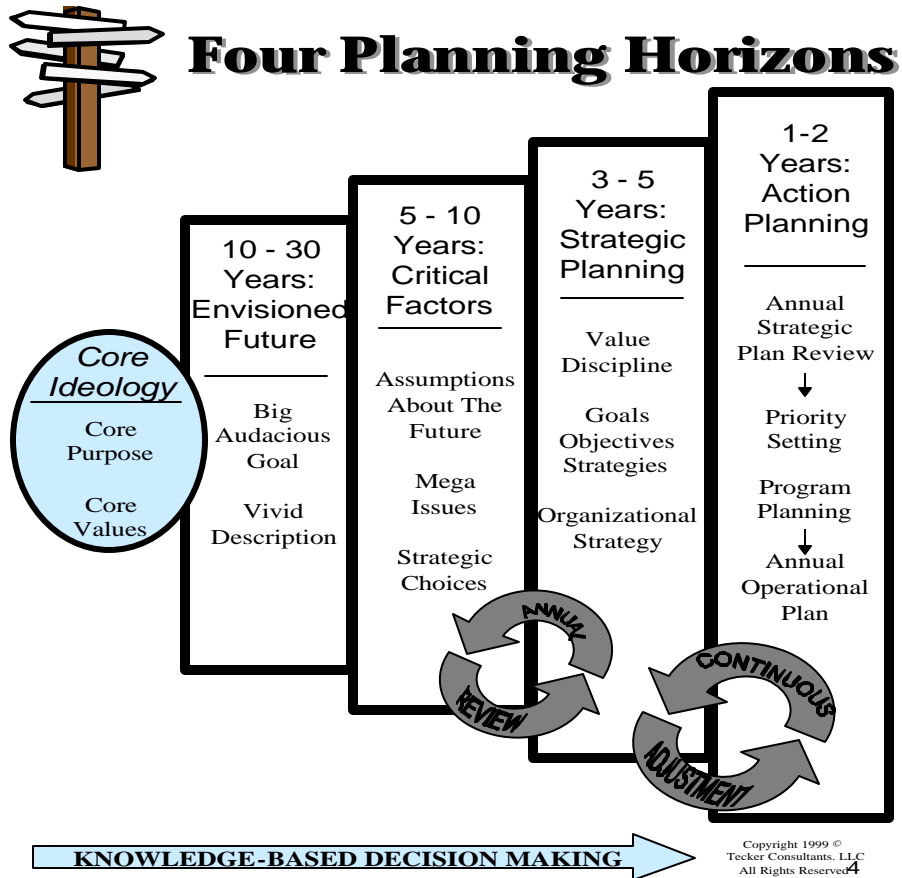 Four Planning Horizons
Core
Ideology
Core
Purpose
Core
Values
10 - 30
Years:
Envisioned
Future
Big
Audacious
Goal
Vivid
Description
5 - 10
Years:
Critical
Factors
Assumptions
About The
Future
Mega
Issues
Strategic
Choices
3 - 5
Years:
Strategic
Planning
Value
Discipline
Goals
Objectives
Strategies
Organizational
Strategy
1-2
Years:
Action
Planning
Annual
Strategic
Plan Review
Priority
Setting
Program
Planning
Annual
Operational
Plan
ANNUAL
REVIEW
CONTINUOUS
ADJUSTMENT
KNOWLEDGE-BASED DECISION MAKING
Copyright 1999 ©
Tecker Consultants. LLC
All Rights Reserved
4